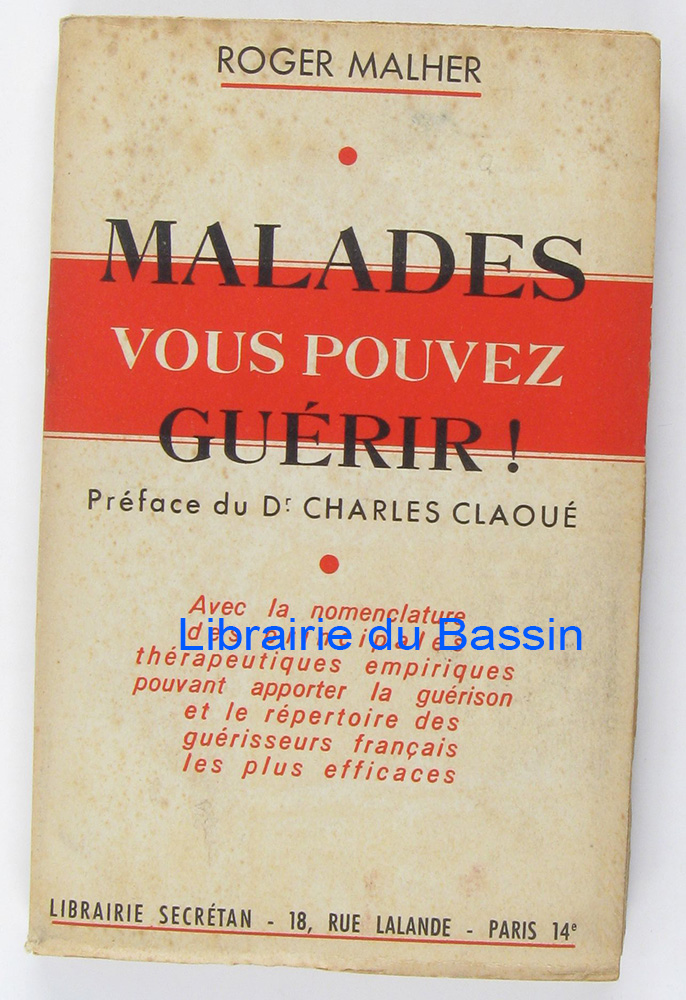 ROGER MALHER
MALADES
VOUS POUVEZ
GUÉRIR !
Préface du Dr CHARLES CLAOUÉ
Avec la nomenclature
des principales
Librairie du Bassin
thérapeutiques empiriques
pouvant apporter la guérison
et le répertoire des
guérisseurs français
les plus efficaces
LIBRAIRIE SECRÉTAN - 18, RUE LALANDE - PARIS 14e